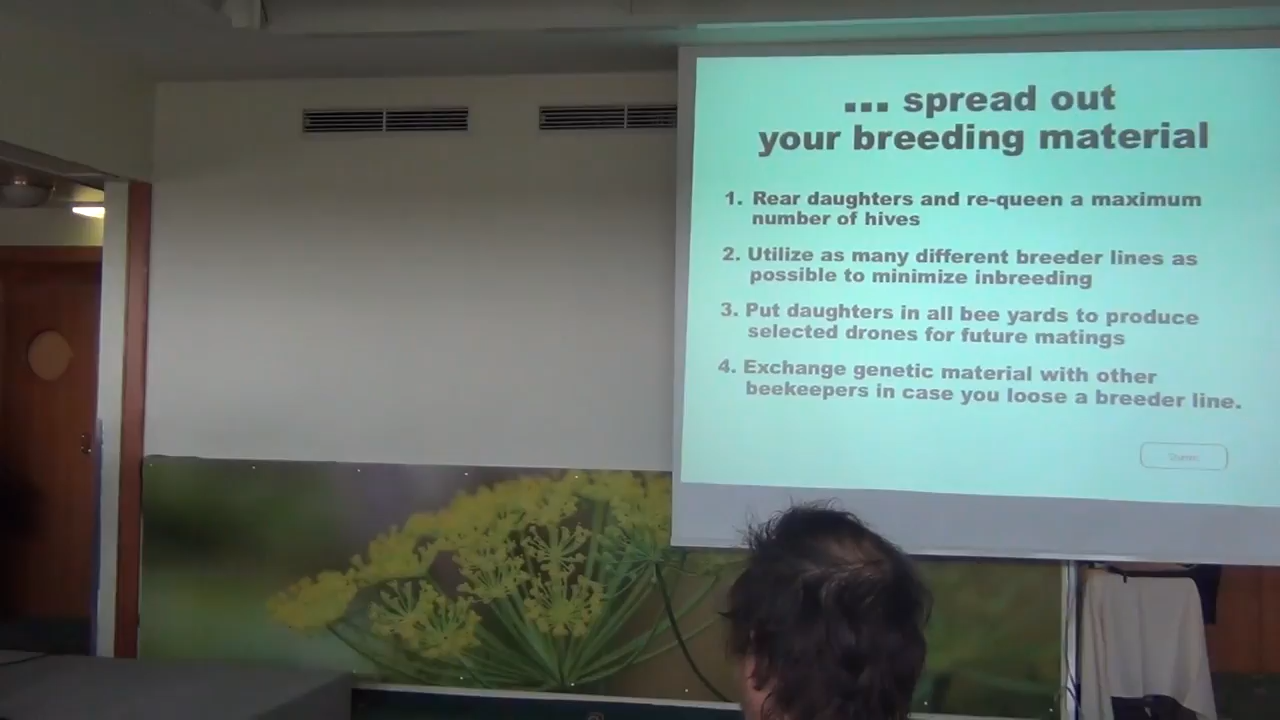 ... spread out
your breeding material
1. Rear daughters and re-queen a maximum
number of hives
2. Utilize as many different breeder lines as
possible to minimize inbreeding
3. Put daughters in all bee yards to produce
selected drones for future matings
4. Exchange genetic material with other
beekeepers in case you loose a breeder line.